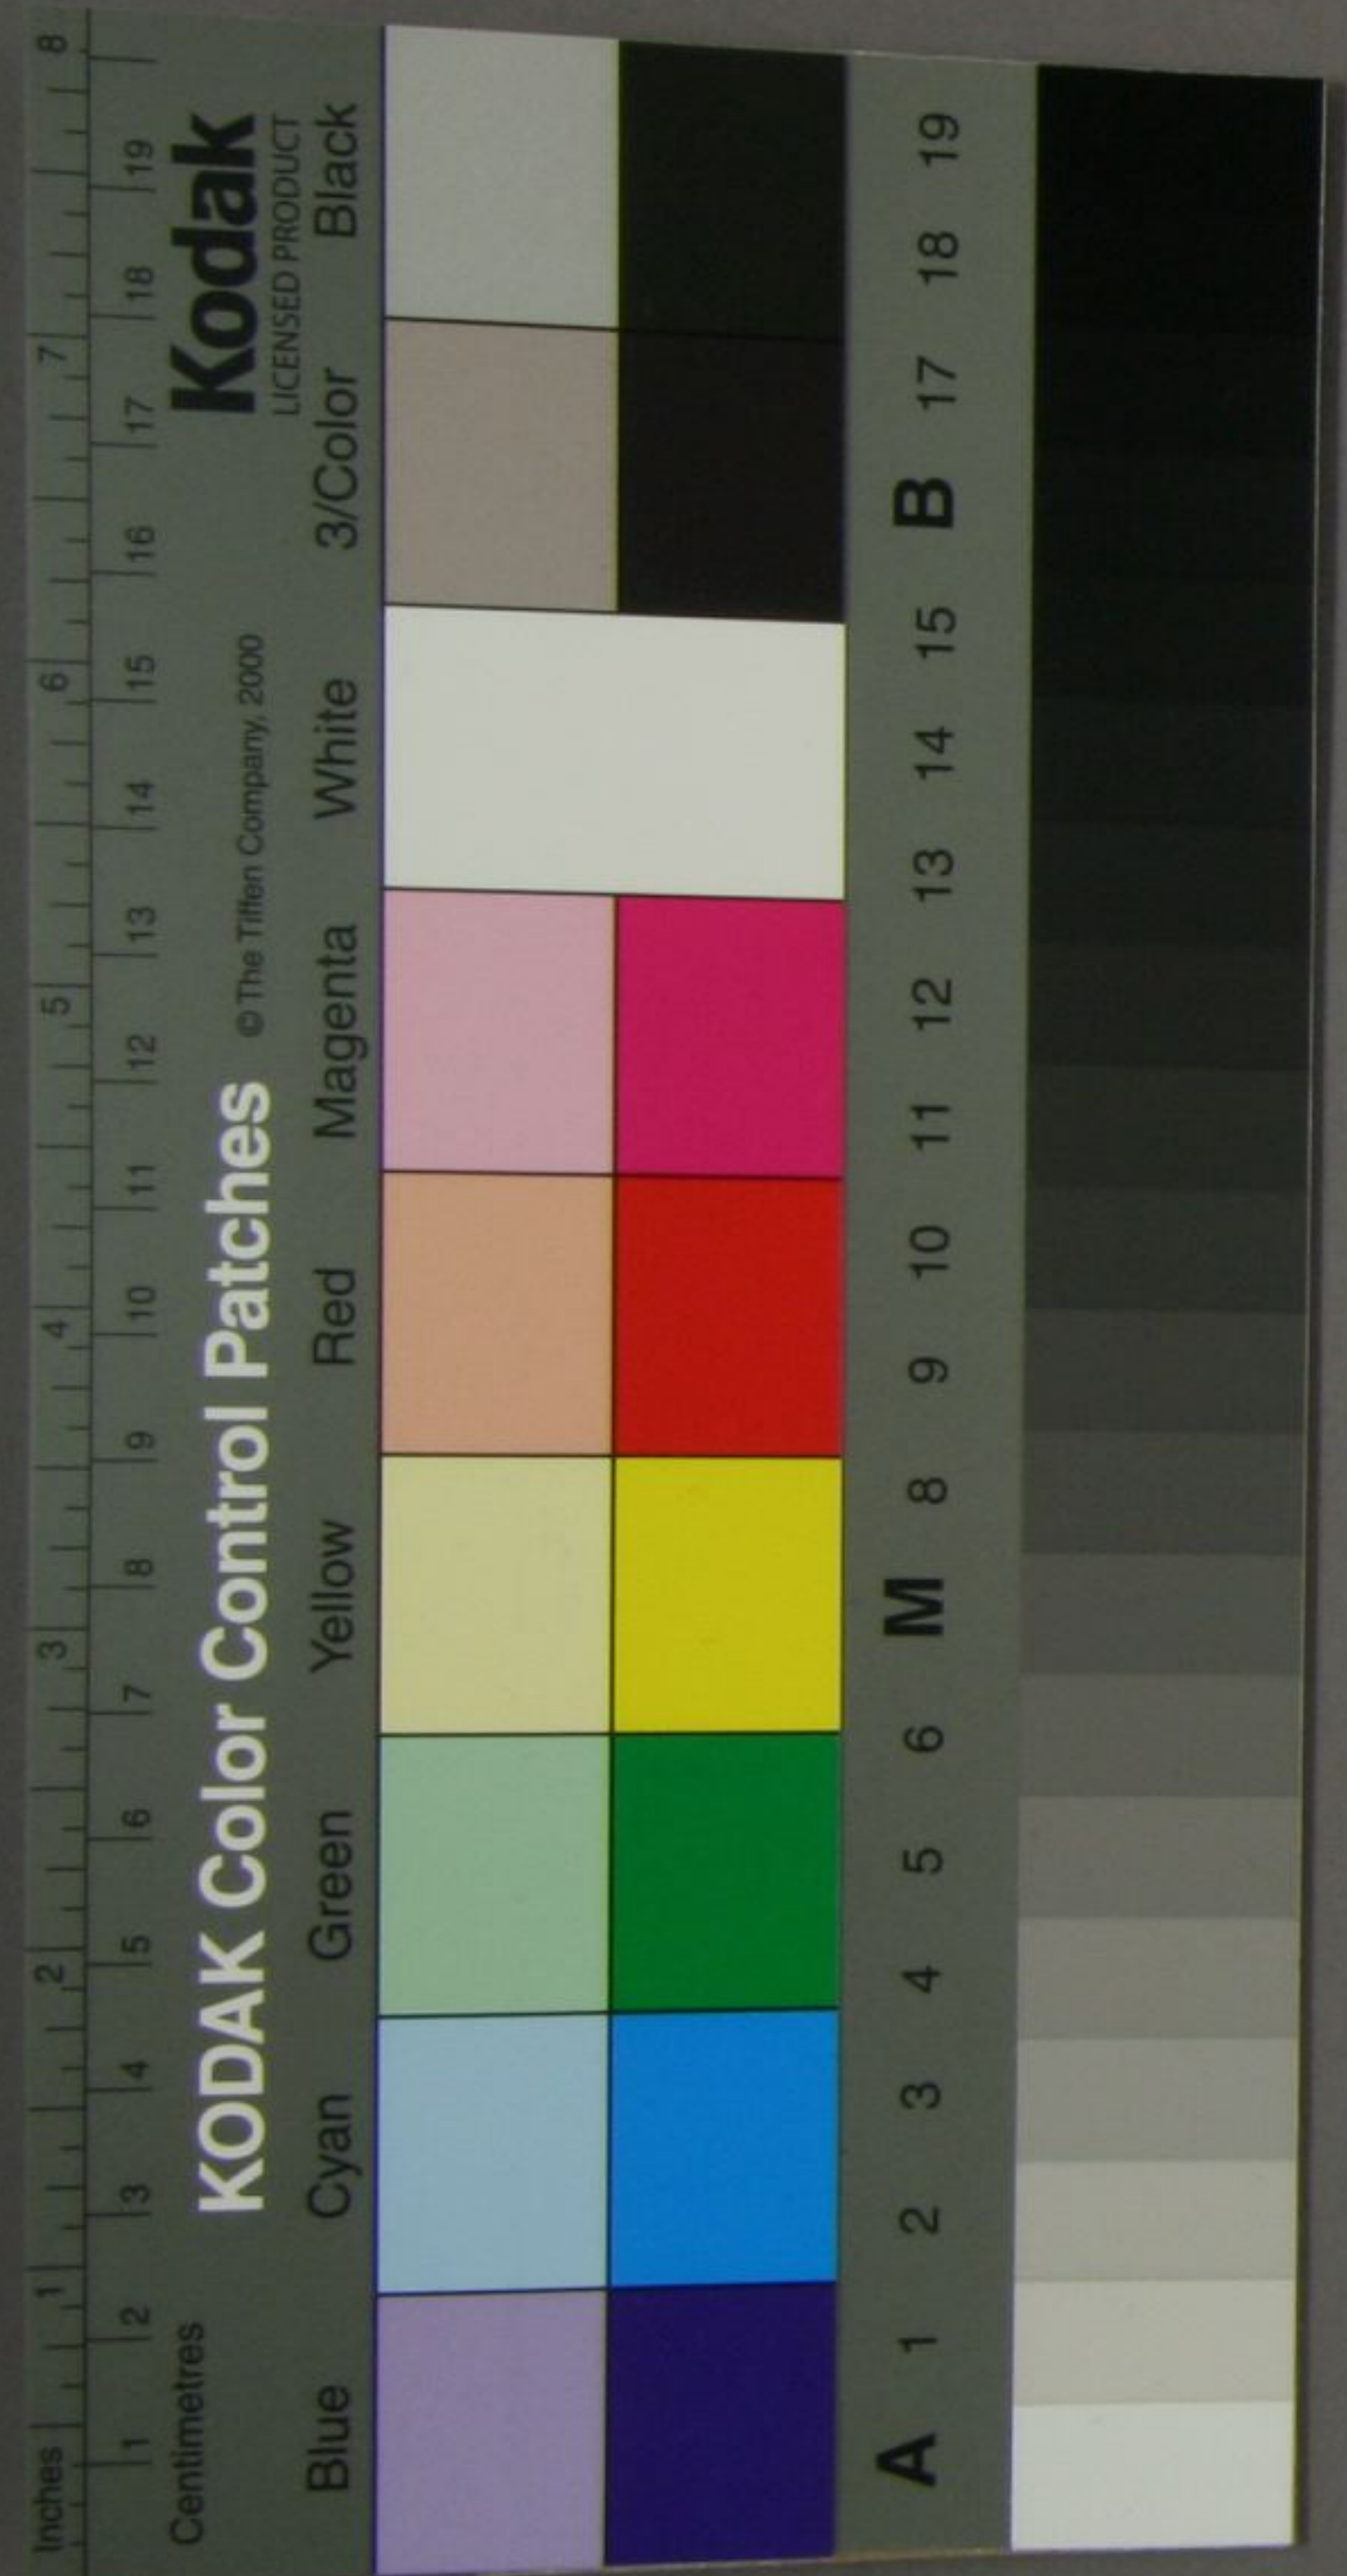 Inches 1 2 3 4 5 6 7 8
Centimetres 1 2 3 4 5 6 7 8 9 10 11 12 13 14 15 16 17 18 19
KODAK Color Control Patches © The Tiffen Company, 2000 Kodak
LICENSED PRODUCT
Blue Cyan Green Yellow Red Magenta White 3/Color Black
A 1 2 3 4 5 6 M 8 9 10 11 12 13 14 15 B 17 18 19